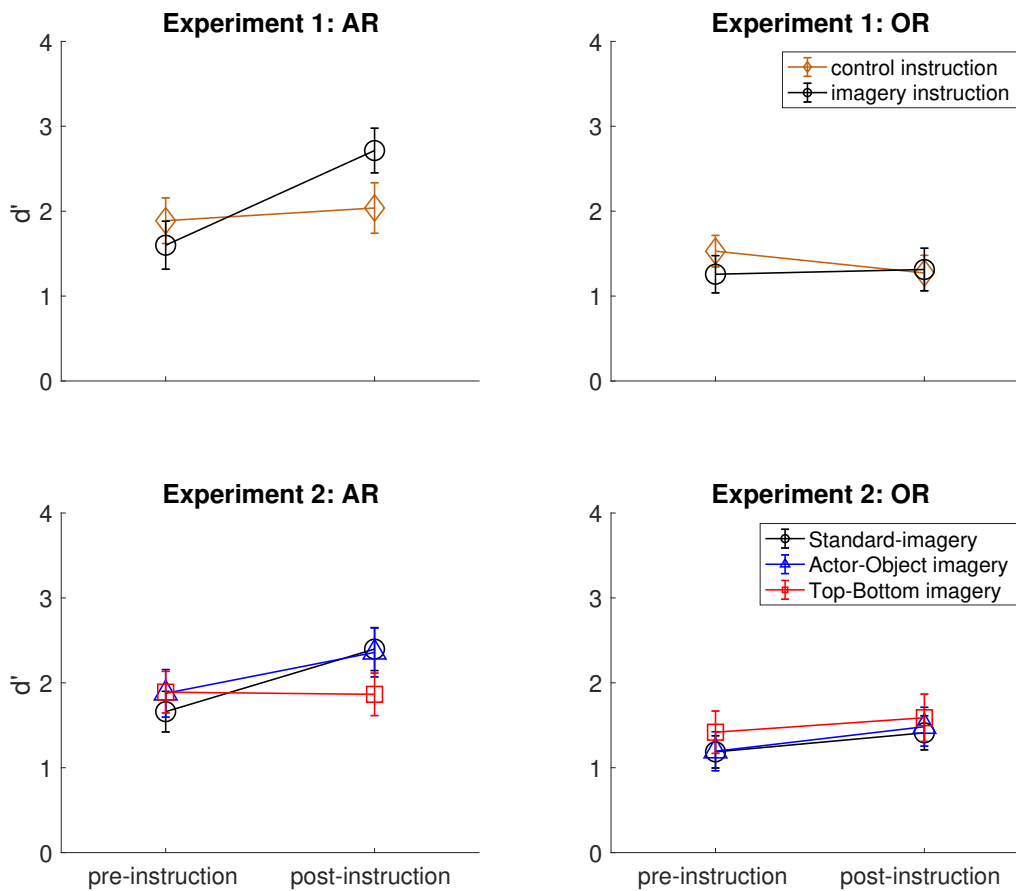 Experiment 1: AR
4
3
2
1
0
d'
Experiment 1: OR
4
3
2
1
0
control instruction
imagery instruction
Experiment 2: AR
4
3
2
1
0
d'
pre-instruction
post-instruction
Experiment 2: OR
4
3
2
1
0
Standard-imagery
Actor-Object imagery
Top-Bottom imagery
pre-instruction
post-instruction